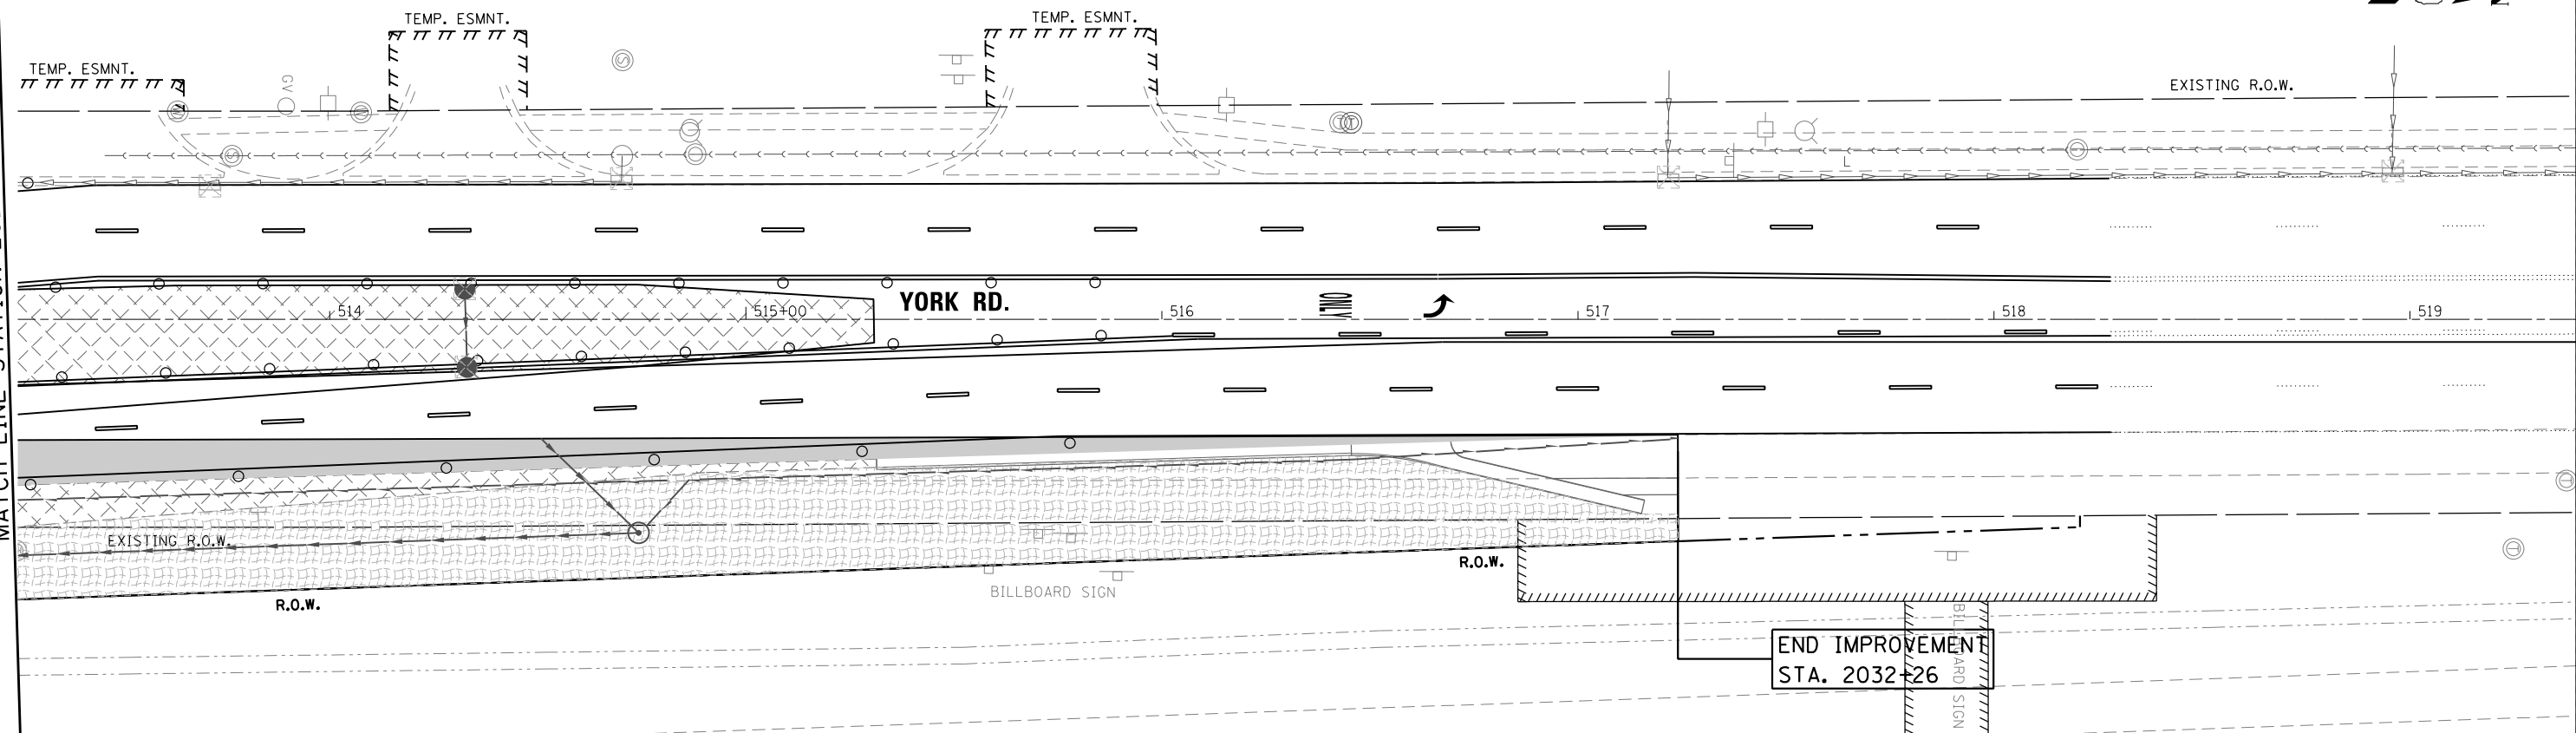 TEMP. ESMNT.
TEMP. ESMNT.
TEMP. ESMNT.
GV
EXISTING R.O.W.
YORK RD.
ONLY
514
515+00
516
517
518
519
EXISTING R.O.W.
R.O.W.
R.O.W.
BILLBOARD SIGN
BILLBOARD SIGN
END IMPROVEMENT
STA. 2032+26